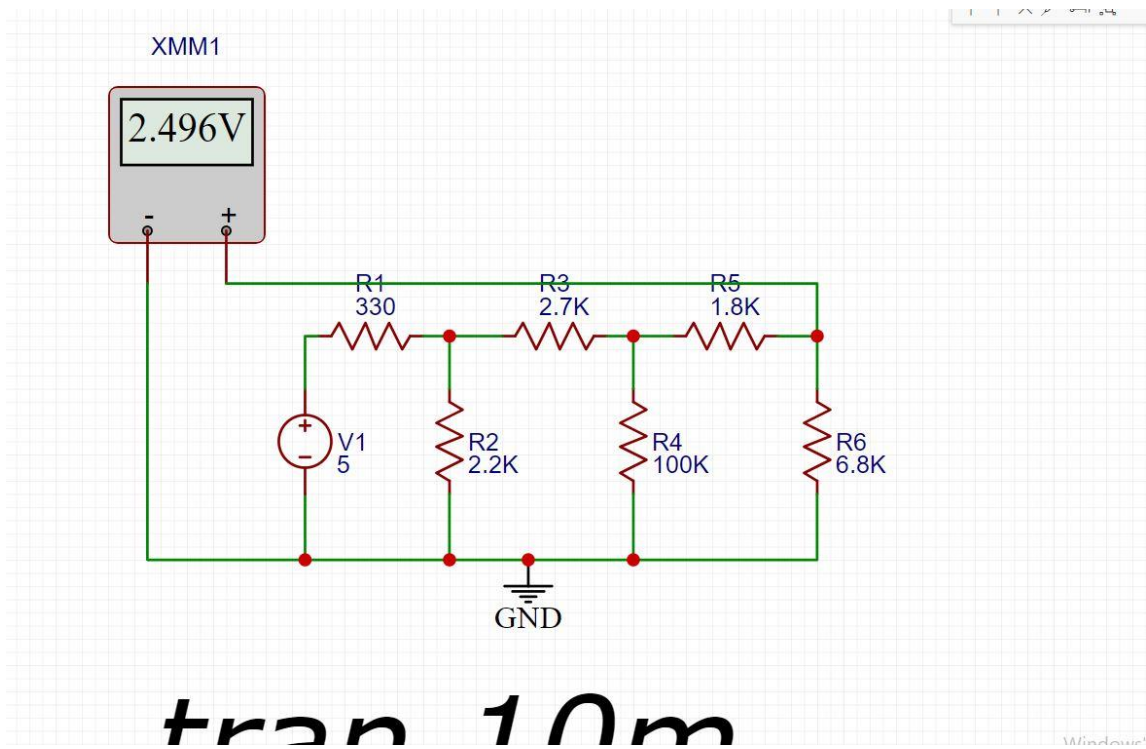 XMM1
2.496V
- +
R1 R3 R5
330 2.7K 1.8K
+
V1 R2 R4 R6
5 2.2K 100K 6.8K
GND
tran 10m
Windows